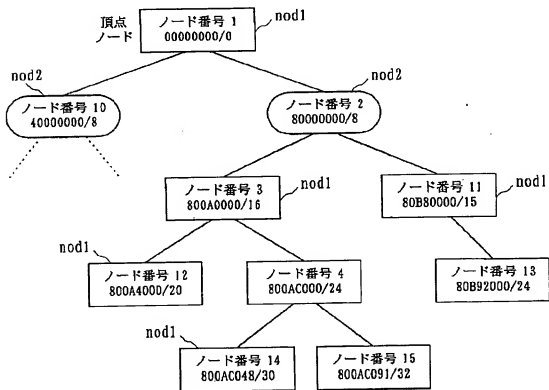 頂点
ノード
ノード番号 1
00000000/0
nod1
nod2
ノード番号 10
40000000/8
nod2
ノード番号 2
80000000/8
ノード番号 3
800A0000/16
nod1
ノード番号 11
80B80000/15
nod1
nod1
ノード番号 12
800A4000/20
ノード番号 4
800AC000/24
ノード番号 13
80B92000/24
nod1
ノード番号 14
800AC048/30
ノード番号 15
800AC091/32